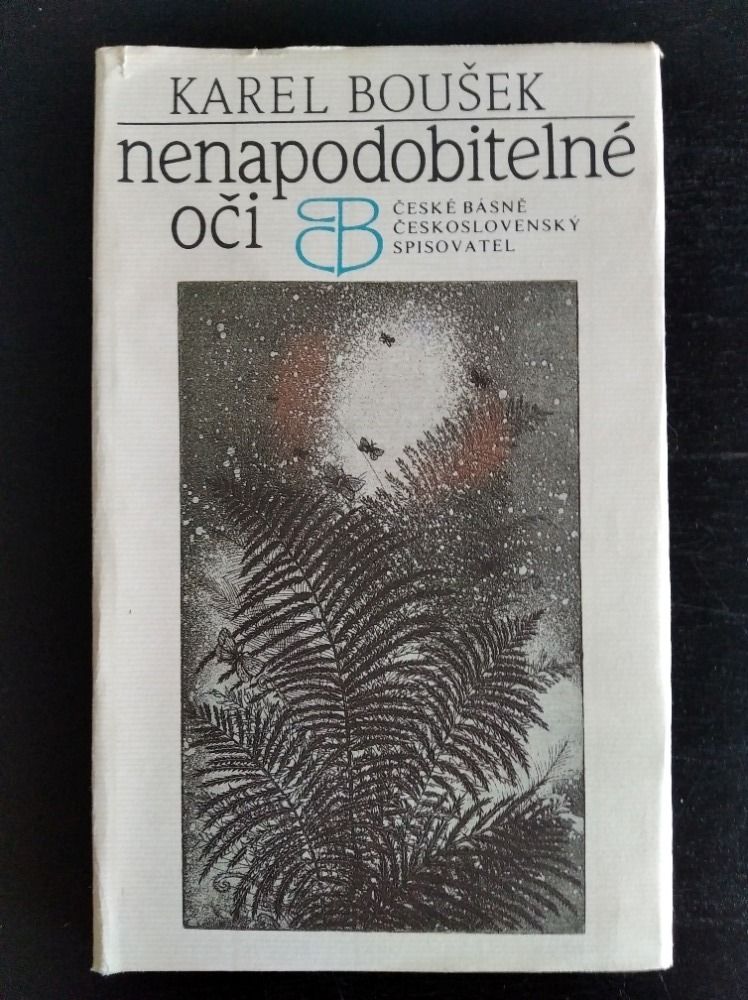 KAREL BOUŠEK
nenapodobitelné
oči
ČESKÉ BÁSNĚ
ČESKOSLOVENSKÝ
SPISOVATEL